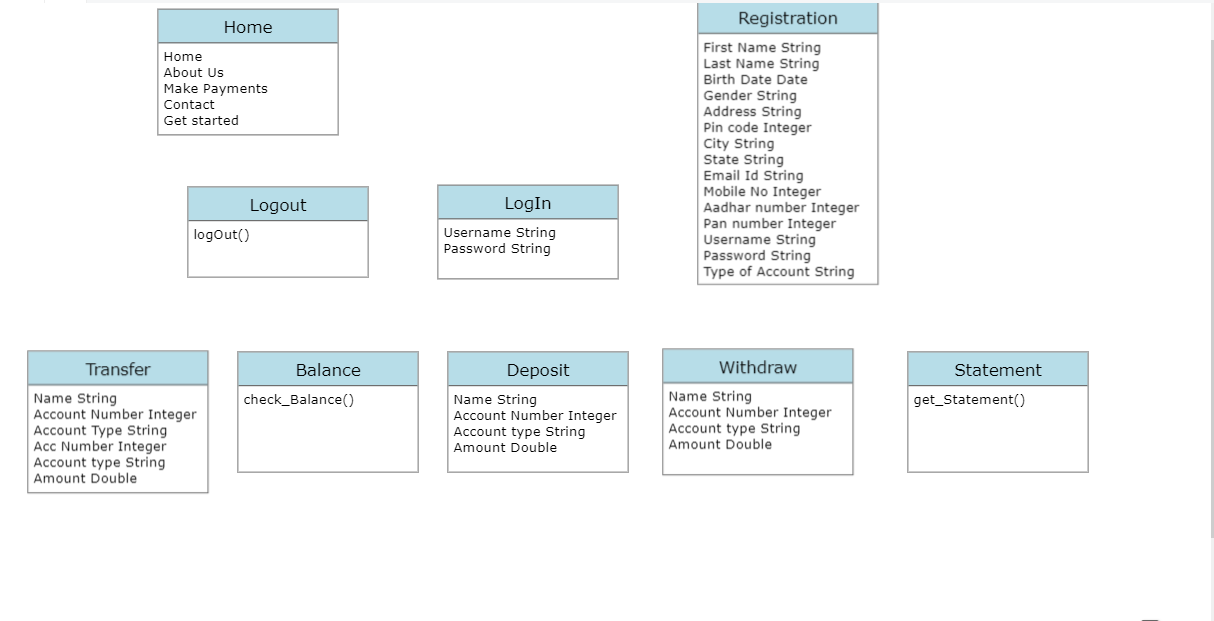 Home
Home
About Us
Make Payments
Contact
Get started
Registration
First Name String
Last Name String
Birth Date Date
Gender String
Address String
Pin code Integer
City String
State String
Email Id String
Mobile No Integer
Aadhar number Integer
Pan number Integer
Username String
Password String
Type of Account String
Logout
logOut()
LogIn
Username String
Password String
Transfer
Name String
Account Number Integer
Account Type String
Acc Number Integer
Account type String
Amount Double
Balance
check_Balance()
Deposit
Name String
Account Number Integer
Account type String
Amount Double
Withdraw
Name String
Account Number Integer
Account type String
Amount Double
Statement
get_Statement()